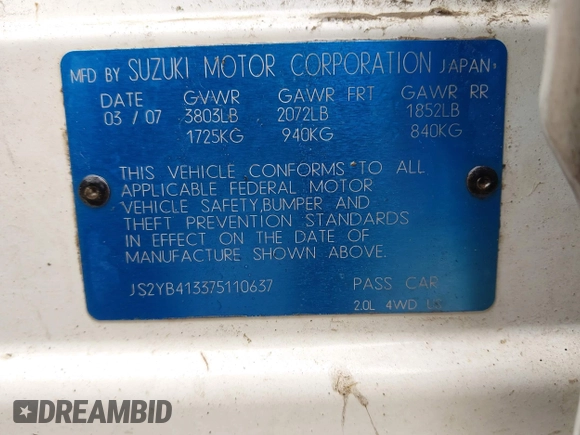 MFD BY SUZUKI MOTOR CORPORATION JAPAN
DATE GVWR GAWR FRT GAWR RR
03 / 07 3803LB 2072LB 1852LB
1725KG 940KG 840KG
THIS VEHICLE CONFORMS TO ALL
APPLICABLE FEDERAL MOTOR
VEHICLE SAFETY,BUMPER AND
THEFT PREVENTION STANDARDS
IN EFFECT ON THE DATE OF
MANUFACTURE SHOWN ABOVE.
JS2YB413375110637 PASS CAR
2.0L 4WD
DREAMBID